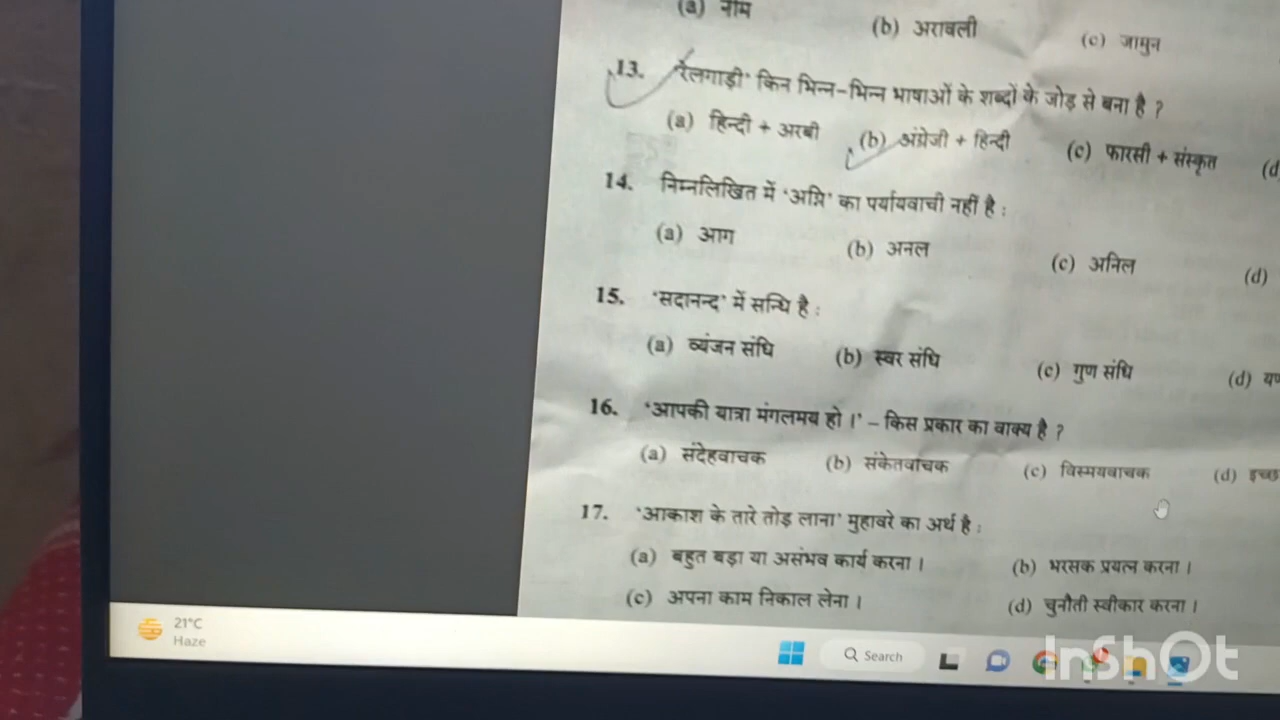 (a) नीम (b) अरावली (c) जामुन
13. 'रेलगाड़ी' किन भिन्न-भिन्न भाषाओं के शब्दों के जोड़ से बना है ?
(a) हिन्दी + अरबी (b) अंग्रेजी + हिन्दी (c) फारसी + संस्कृत (d
14. निम्नलिखित में 'अग्नि' का पर्यायवाची नहीं है :
(a) आग (b) अनल (c) अनिल (d)
15. 'सदानन्द' में सन्धि है :
(a) व्यंजन संधि (b) स्वर संधि (c) गुण संधि (d) यण
16. 'आपकी यात्रा मंगलमय हो ।' – किस प्रकार का वाक्य है ?
(a) संदेहवाचक (b) संकेतवाचक (c) विस्मयवाचक (d) इच्छ
17. 'आकाश के तारे तोड़ लाना' मुहावरे का अर्थ है :
(a) बहुत बड़ा या असंभव कार्य करना । (b) भरसक प्रयत्न करना ।
(c) अपना काम निकाल लेना । (d) चुनौती स्वीकार करना ।
21°C
Haze
Search
InShOt